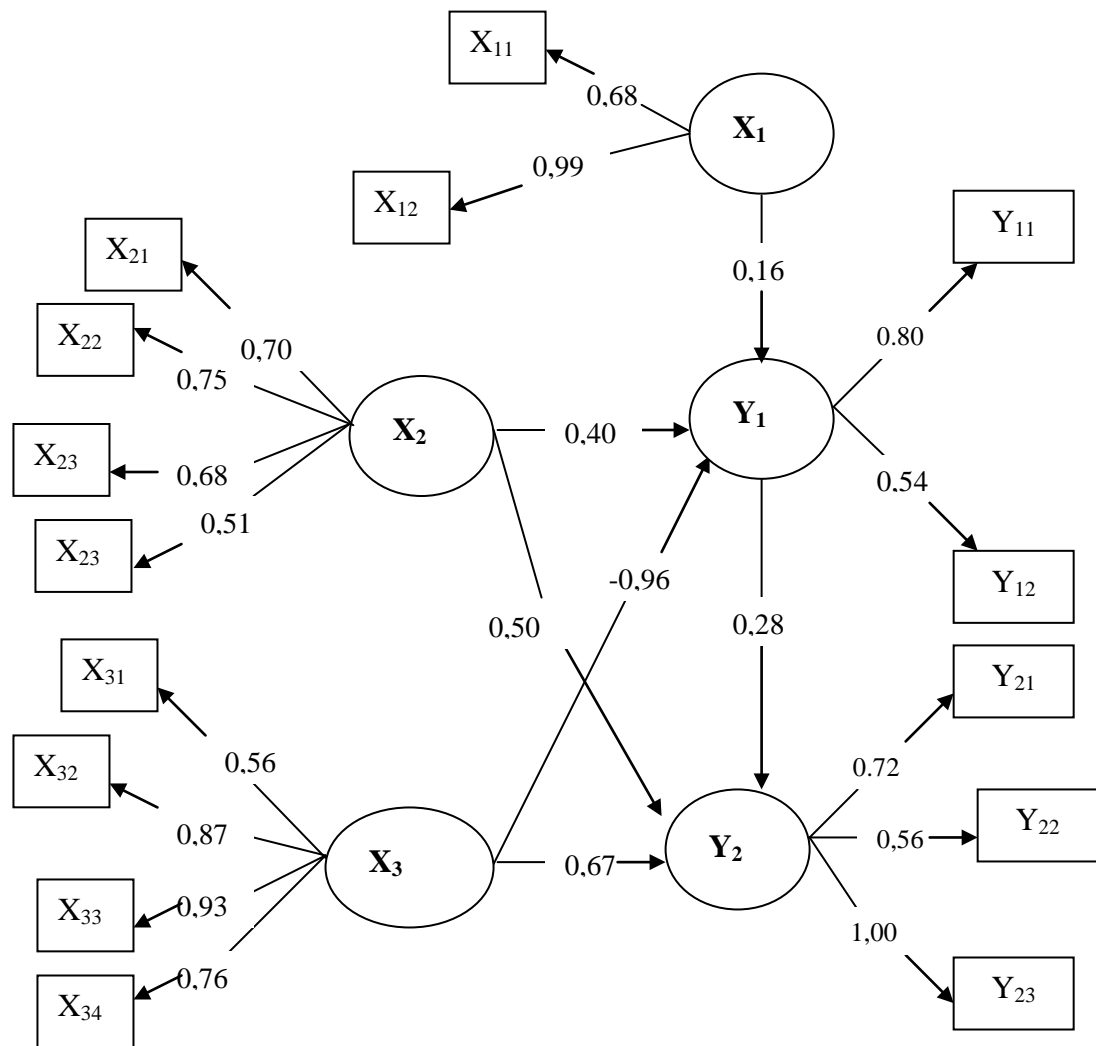 X₁₁
0,68
X₁
0,99
X₁₂
Y₁₁
X₂₁
0,16
X₂₂
0,70
0.80
0,75
X₂
0,40
Y₁
X₂₃
0,68
0,54
0,51
X₂₃
-0,96
Y₁₂
0,50
0,28
X₃₁
Y₂₁
X₃₂
0,56
0.72
0,87
X₃
0,67
Y₂
0,56
Y₂₂
X₃₃
0,93
1,00
0,76
X₃₄
Y₂₃